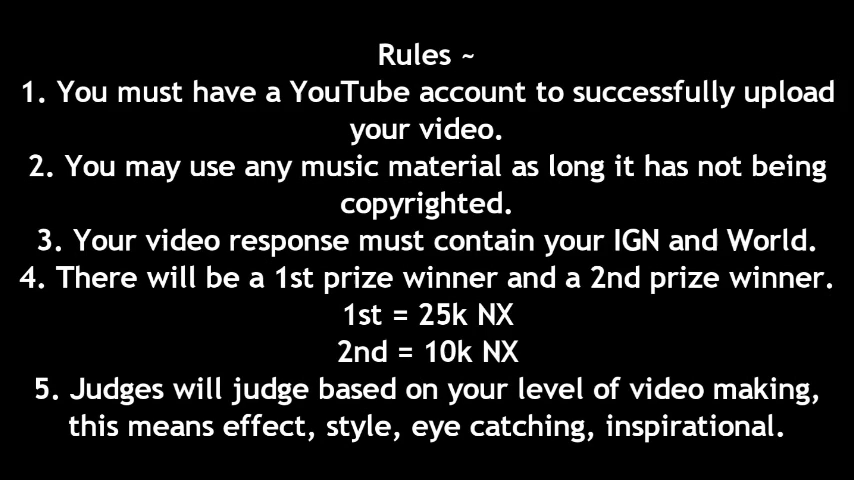 Rules ~
1. You must have a YouTube account to successfully upload
your video.
2. You may use any music material as long it has not being
copyrighted.
3. Your video response must contain your IGN and World.
4. There will be a 1st prize winner and a 2nd prize winner.
1st = 25k NX
2nd = 10k NX
5. Judges will judge based on your level of video making,
this means effect, style, eye catching, inspirational.